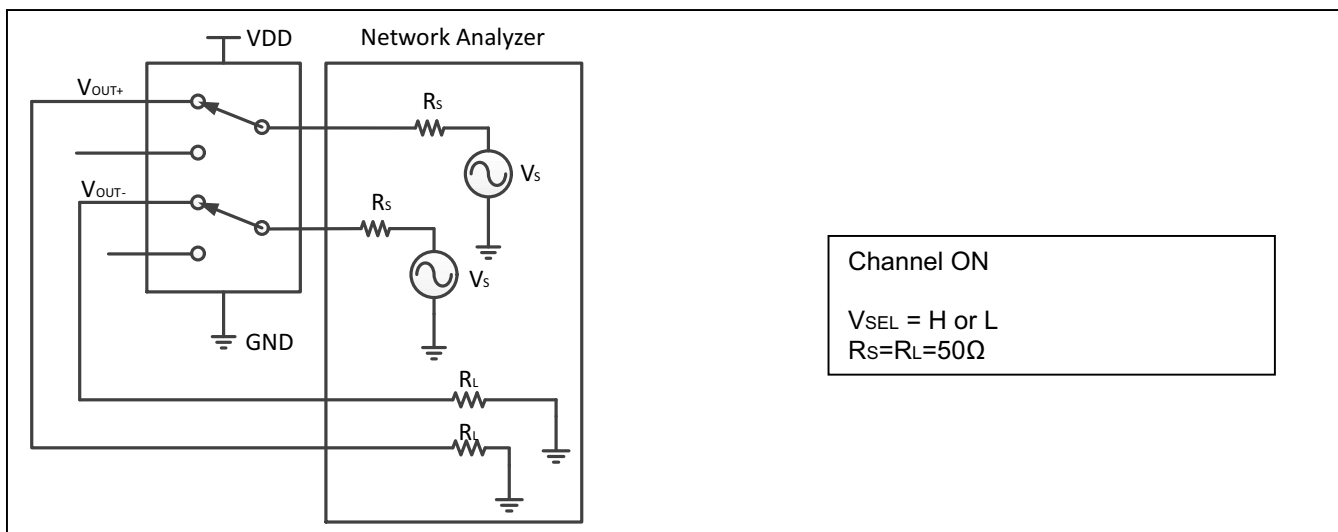 VDD
Network Analyzer
VOUT+
RS
VS
VOUT-
RS
VS
GND
RL
RL
Channel ON
VSEL = H or L
RS=RL=50Ω